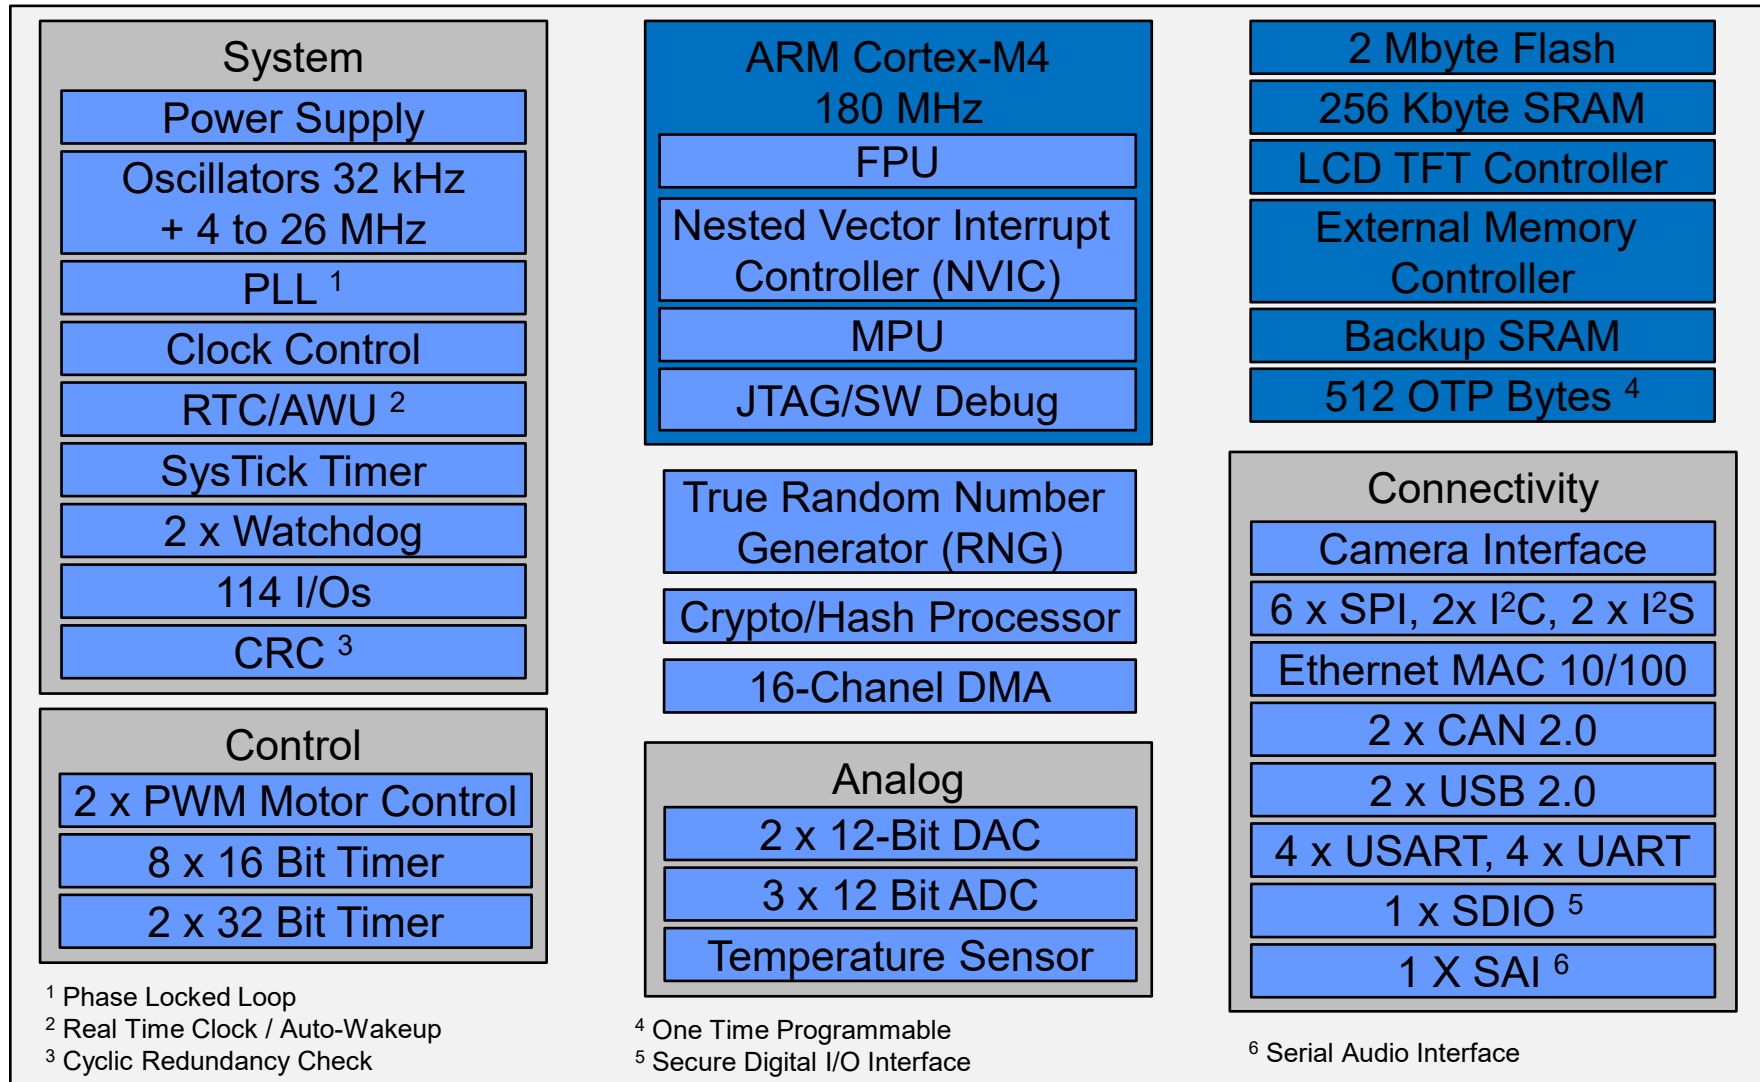 System
Power Supply
Oscillators 32 kHz
+ 4 to 26 MHz
PLL ¹
Clock Control
RTC/AWU ²
SysTick Timer
2 x Watchdog
114 I/Os
CRC ³
Control
2 x PWM Motor Control
8 x 16 Bit Timer
2 x 32 Bit Timer
¹ Phase Locked Loop
² Real Time Clock / Auto-Wakeup
³ Cyclic Redundancy Check
ARM Cortex-M4
180 MHz
FPU
Nested Vector Interrupt
Controller (NVIC)
MPU
JTAG/SW Debug
True Random Number
Generator (RNG)
Crypto/Hash Processor
16-Chanel DMA
Analog
2 x 12-Bit DAC
3 x 12 Bit ADC
Temperature Sensor
⁴ One Time Programmable
⁵ Secure Digital I/O Interface
2 Mbyte Flash
256 Kbyte SRAM
LCD TFT Controller
External Memory
Controller
Backup SRAM
512 OTP Bytes ⁴
Connectivity
Camera Interface
6 x SPI, 2x I²C, 2 x I²S
Ethernet MAC 10/100
2 x CAN 2.0
2 x USB 2.0
4 x USART, 4 x UART
1 x SDIO ⁵
1 X SAI ⁶
⁶ Serial Audio Interface